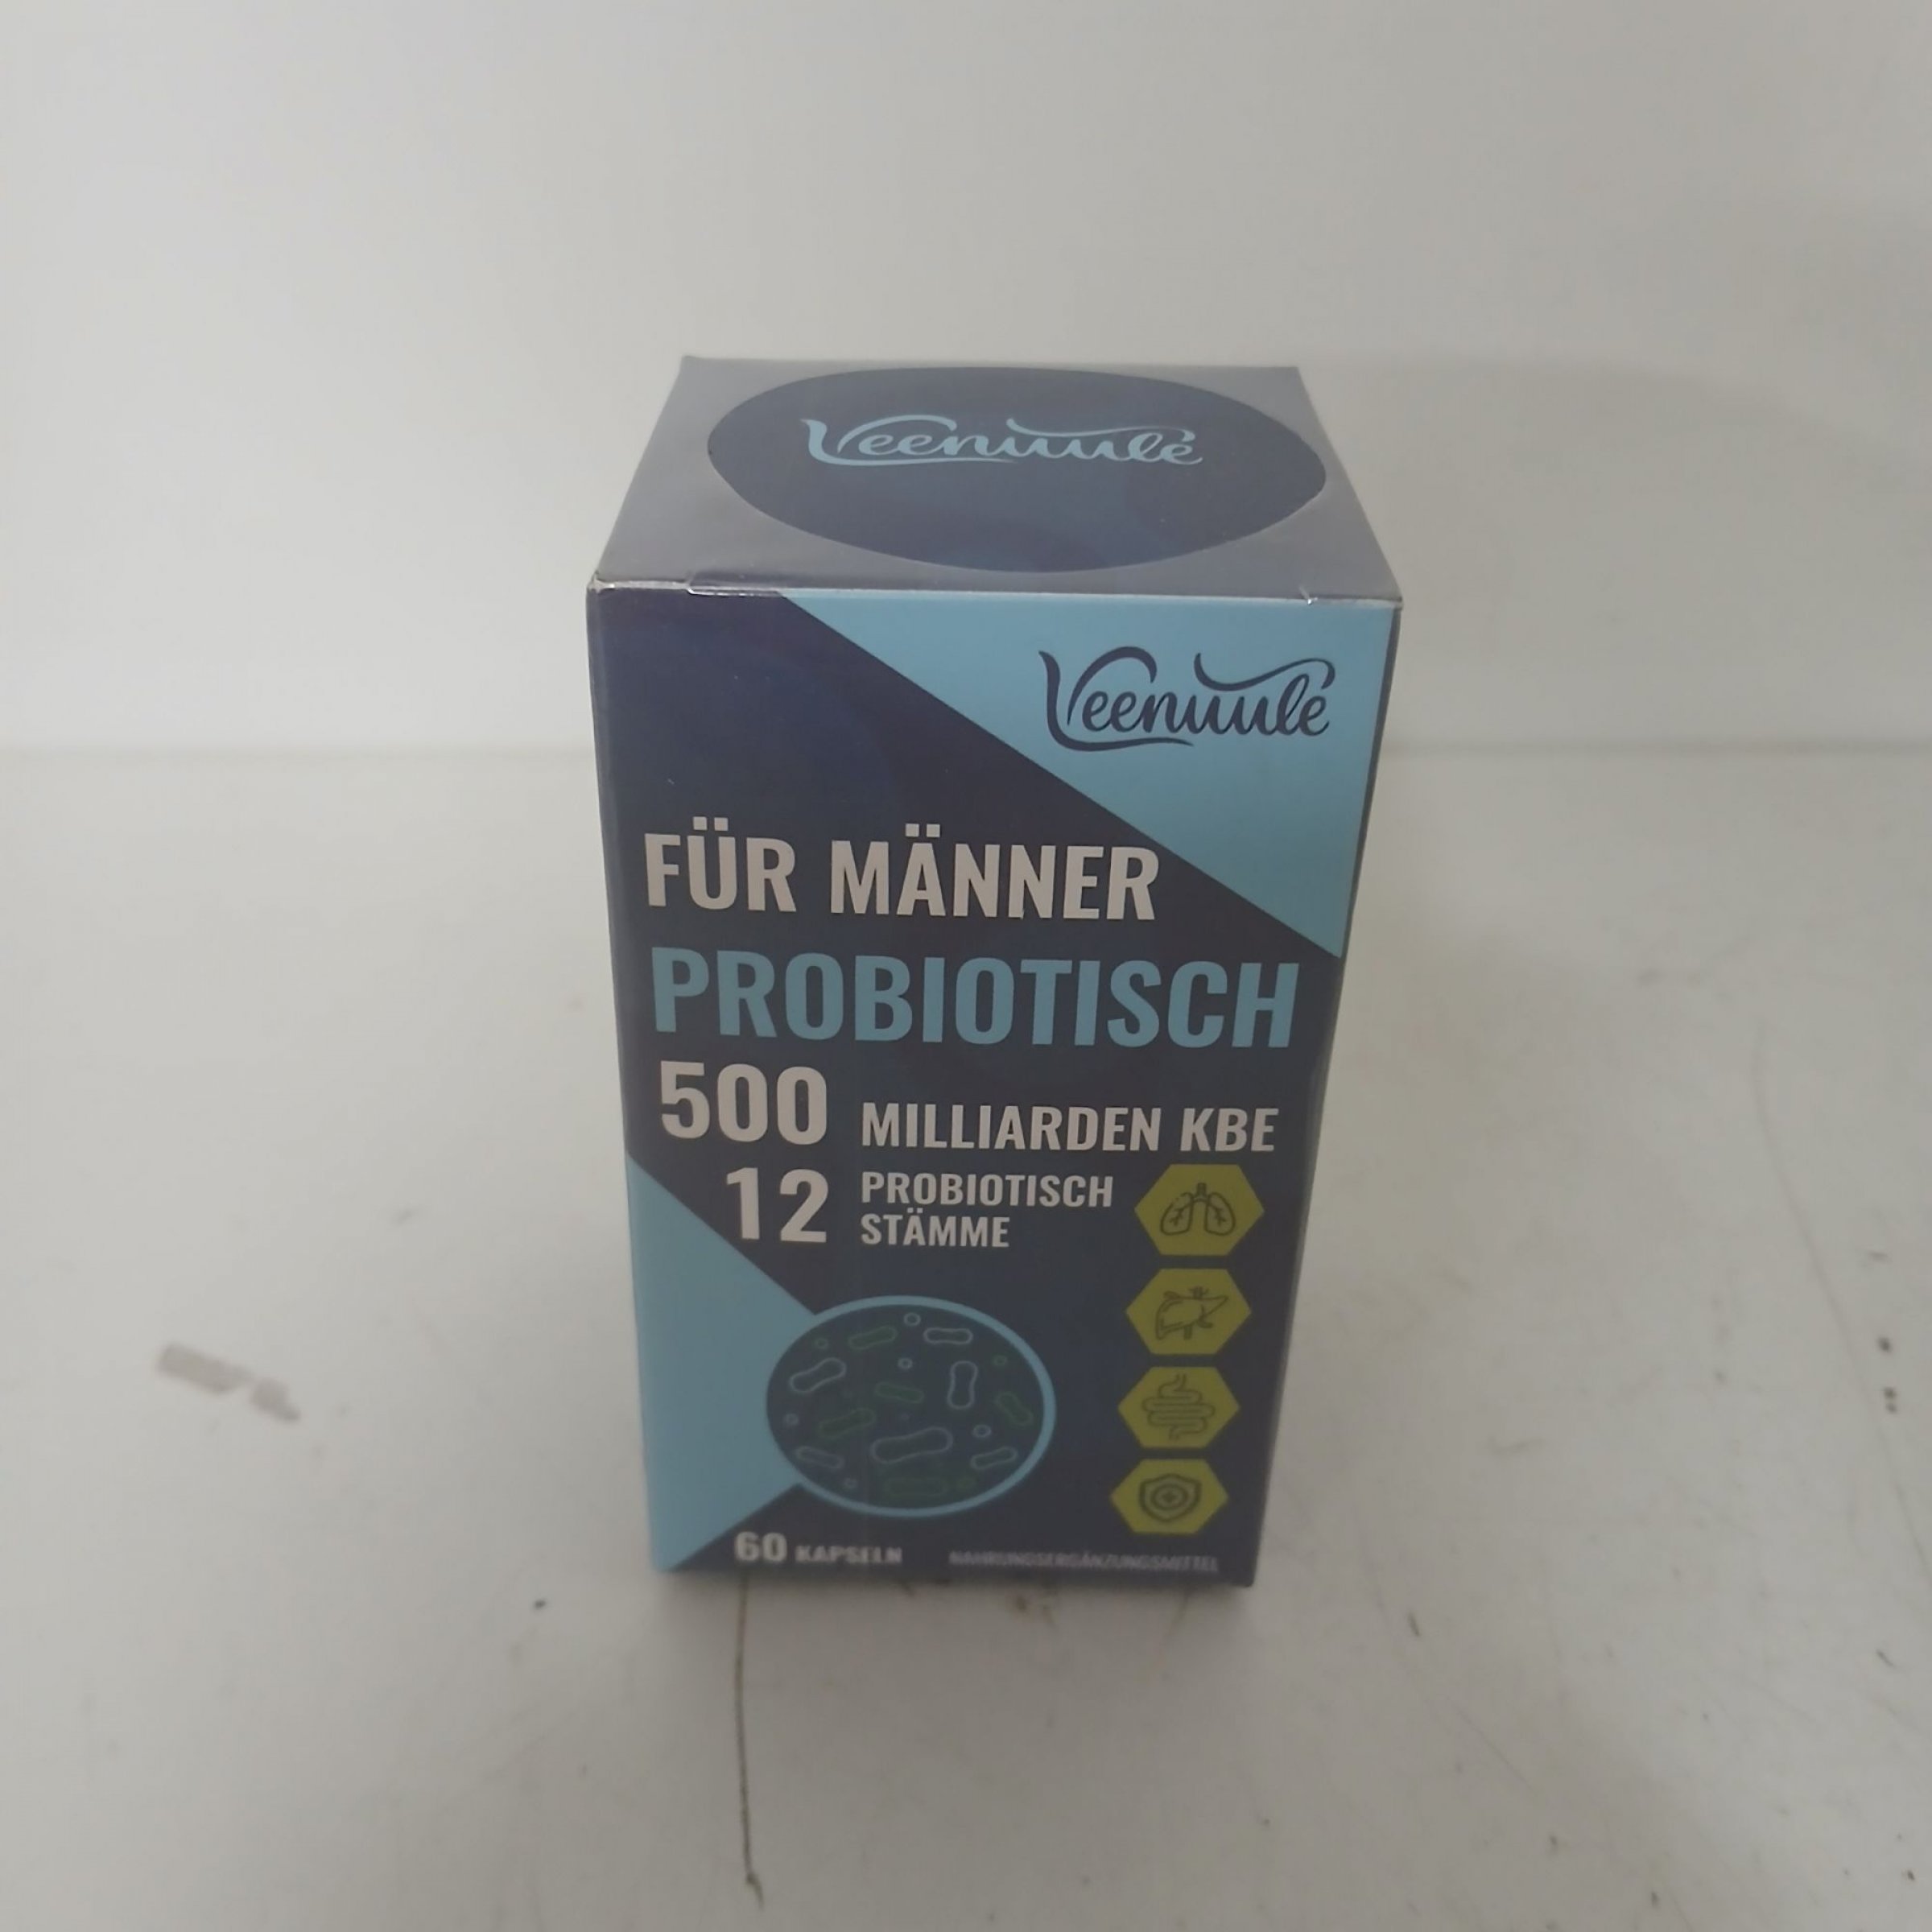 Veenuule
Veenuule
FÜR MÄNNER
PROBIOTISCH
500 MILLIARDEN KBE
12 PROBIOTISCH
STÄMME
60 KAPSELN NAHRUNGSERGÄNZUNGSMITTEL